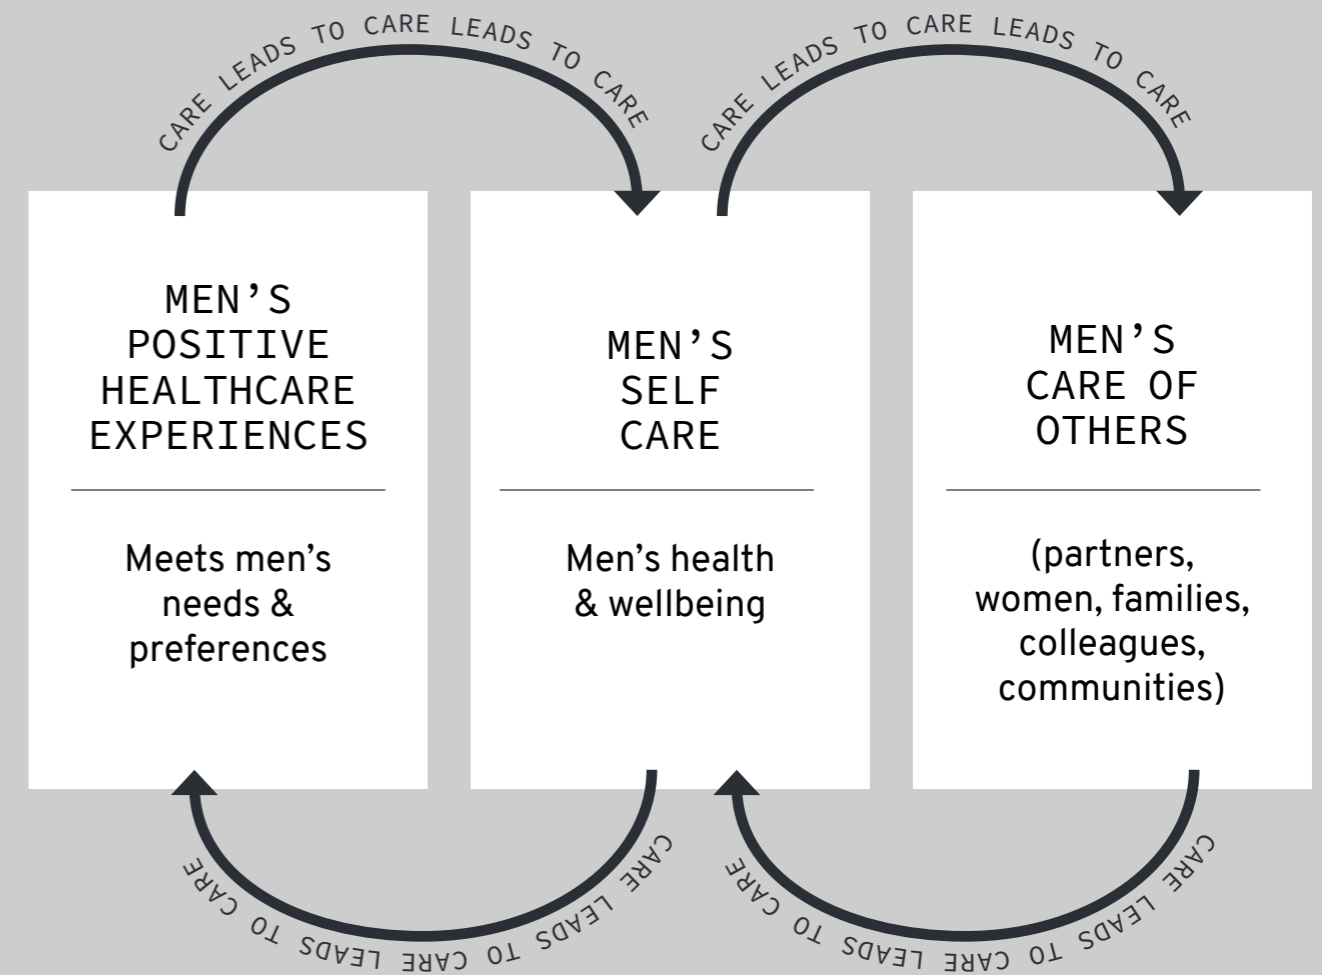 CARE LEADS TO CARE LEADS TO CARE
CARE LEADS TO CARE LEADS TO CARE
MEN’S
POSITIVE
HEALTHCARE
EXPERIENCES
Meets men’s
needs &
preferences
MEN’S
SELF
CARE
Men’s health
& wellbeing
MEN’S
CARE OF
OTHERS
(partners,
women, families,
colleagues,
communities)
CARE LEADS TO CARE LEADS TO CARE
CARE LEADS TO CARE LEADS TO CARE